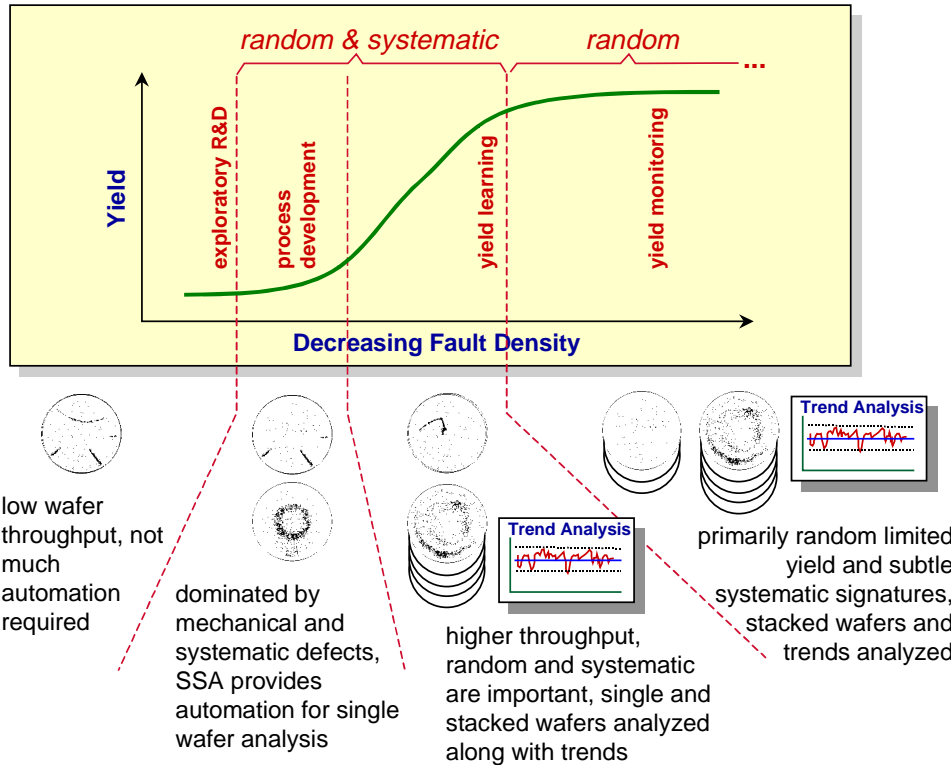 random & systematic
random
...
Yield
exploratory R&D
process
development
yield learning
yield monitoring
Decreasing Fault Density
low wafer
throughput, not
much
automation
required
dominated by
mechanical and
systematic defects,
SSA provides
automation for single
wafer analysis
Trend Analysis
higher throughput,
random and systematic
are important, single and
stacked wafers analyzed
along with trends
Trend Analysis
primarily random limited
yield and subtle
systematic signatures,
stacked wafers and
trends analyzed